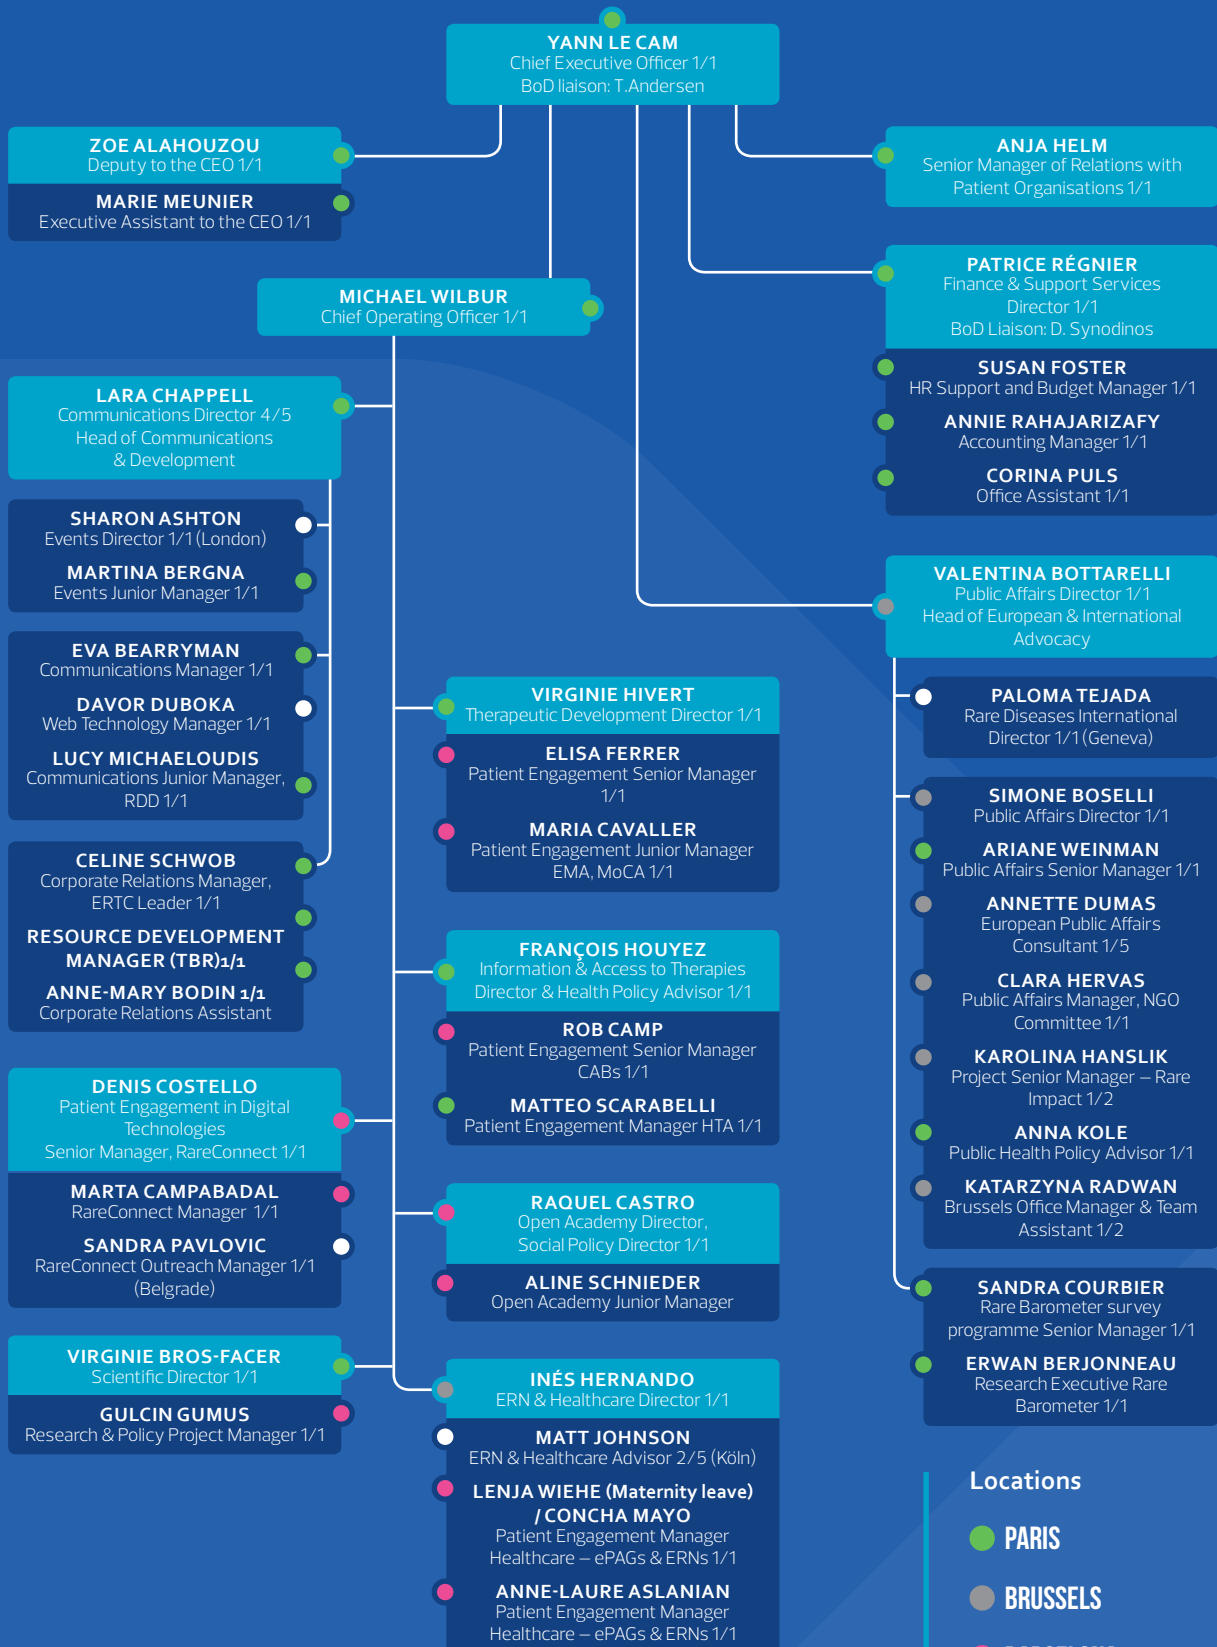 YANN LE CAM
Chief Executive Officer 1/1
BoD liaison: T.Andersen
ZOE ALAHOUZOU
Deputy to the CEO 1/1
MARIE MEUNIER
Executive Assistant to the CEO 1/1
ANJA HELM
Senior Manager of Relations with
Patient Organisations 1/1
MICHAEL WILBUR
Chief Operating Officer 1/1
PATRICE RÉGNIER
Finance & Support Services
Director 1/1
BoD Liaison: D. Synodinos
SUSAN FOSTER
HR Support and Budget Manager 1/1
ANNIE RAHAJARIZAFY
Accounting Manager 1/1
CORINA PULS
Office Assistant 1/1
LARA CHAPPELL
Communications Director 4/5
Head of Communications
& Development
SHARON ASHTON
Events Director 1/1 (London)
MARTINA BERGNA
Events Junior Manager 1/1
EVA BEARRYMAN
Communications Manager 1/1
DAVOR DUBOKA
Web Technology Manager 1/1
LUCY MICHAELOUDIS
Communications Junior Manager,
RDD 1/1
CELINE SCHWOB
Corporate Relations Manager,
ERTC Leader 1/1
RESOURCE DEVELOPMENT
MANAGER (TBR)1/1
ANNE-MARY BODIN 1/1
Corporate Relations Assistant
DENIS COSTELLO
Patient Engagement in Digital
Technologies
Senior Manager, RareConnect 1/1
MARTA CAMPABADAL
RareConnect Manager 1/1
SANDRA PAVLOVIC
RareConnect Outreach Manager 1/1
(Belgrade)
VIRGINIE BROS-FACER
Scientific Director 1/1
GULCIN GUMUS
Research & Policy Project Manager 1/1
VIRGINIE HIVERT
Therapeutic Development Director 1/1
ELISA FERRER
Patient Engagement Senior Manager
1/1
MARIA CAVALLER
Patient Engagement Junior Manager
EMA, MoCA 1/1
FRANÇOIS HOUYEZ
Information & Access to Therapies
Director & Health Policy Advisor 1/1
ROB CAMP
Patient Engagement Senior Manager
CABs 1/1
MATTEO SCARABELLI
Patient Engagement Manager HTA 1/1
RAQUEL CASTRO
Open Academy Director,
Social Policy Director 1/1
ALINE SCHNIEDER
Open Academy Junior Manager
INÉS HERNANDO
ERN & Healthcare Director 1/1
MATT JOHNSON
ERN & Healthcare Advisor 2/5 (Köln)
LENJA WIEHE (Maternity leave)
/ CONCHA MAYO
Patient Engagement Manager
Healthcare – ePAGs & ERNs 1/1
ANNE-LAURE ASLANIAN
Patient Engagement Manager
Healthcare – ePAGs & ERNs 1/1
VALENTINA BOTTARELLI
Public Affairs Director 1/1
Head of European & International
Advocacy
PALOMA TEJADA
Rare Diseases International
Director 1/1 (Geneva)
SIMONE BOSELLI
Public Affairs Director 1/1
ARIANE WEINMAN
Public Affairs Senior Manager 1/1
ANNETTE DUMAS
European Public Affairs
Consultant 1/5
CLARA HERVAS
Public Affairs Manager, NGO
Committee 1/1
KAROLINA HANSLIK
Project Senior Manager – Rare
Impact 1/2
ANNA KOLE
Public Health Policy Advisor 1/1
KATARZYNA RADWAN
Brussels Office Manager & Team
Assistant 1/2
SANDRA COURBIER
Rare Barometer survey
programme Senior Manager 1/1
ERWAN BERJONNEAU
Research Executive Rare
Barometer 1/1
Locations
PARIS
BRUSSELS